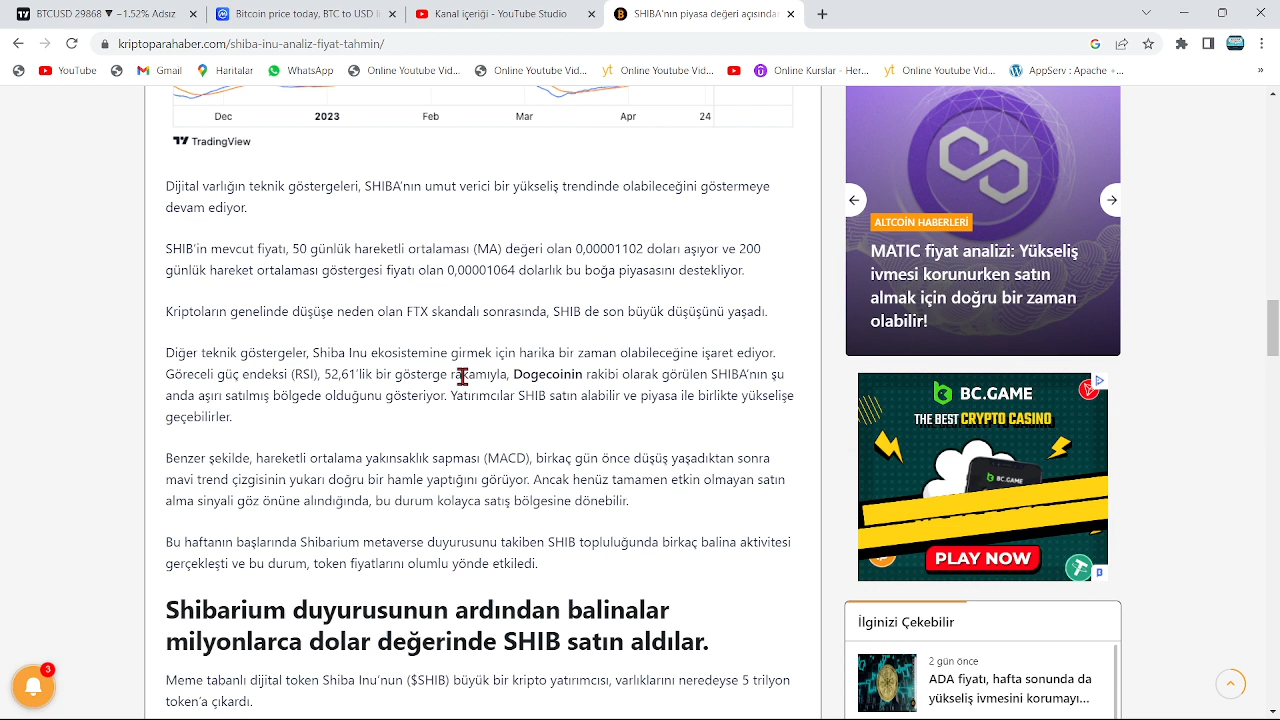 BTCUSD 29868 ▼ −1.52% Adsız
Bitcoin price today, BTC to USD li
Kanal içeriği - YouTube Studio
SHIBA'nın piyasa değeri açısından
kriptoparahaber.com/shiba-inu-analiz-fiyat-tahmin/
YouTube
Gmail
Haritalar
WhatsApp
Online Youtube Vid...
Online Youtube Vid...
Online Youtube Vid...
Online Kurslar - Her...
Online Youtube Vid...
AppServ : Apache +...
»
Dec 2023 Feb Mar Apr 24
TradingView
Dijital varlığın teknik göstergeleri, SHIBA'nın umut verici bir yükseliş trendinde olabileceğini göstermeye
devam ediyor.
SHIB'in mevcut fiyatı, 50 günlük hareketli ortalaması (MA) değeri olan 0,00001102 doları aşıyor ve 200
günlük hareket ortalaması göstergesi fiyatı olan 0,00001064 dolarlık bu boğa piyasasını destekliyor.
Kriptoların genelinde düşüşe neden olan FTX skandalı sonrasında, SHIB de son büyük düşüşünü yaşadı.
Diğer teknik göstergeler, Shiba Inu ekosistemine girmek için harika bir zaman olabileceğine işaret ediyor.
Göreceli güç endeksi (RSI), 52.61'lik bir gösterge rakamıyla, Dogecoinin rakibi olarak görülen SHIBA'nın şu
anda aşırı satılmış bölgede olduğunu gösteriyor. Yatırımcılar SHIB satın alabilir ve piyasa ile birlikte yükselişe
geçebilirler.
Benzer şekilde, hareketli ortalama yakınsaklık sapması (MACD), birkaç gün önce düşüş yaşadıktan sonra
mavi trend çizgisinin yukarı doğru bir hareket yaptığını görüyor. Ancak henüz tamamen etkin olmayan satın
alma sinyali göz önüne alındığında, bu durum kolayca satış bölgesine dönebilir.
Bu haftanın başlarında Shibarium metaverse duyurusunu takiben SHIB topluluğunda birkaç balina aktivitesi
gerçekleşti. Bu da dijital varlığın fiyatını olumlu yönde etkiledi.
Shibarium duyurusunun ardından balinalar
milyonlarca dolar değerinde SHIB satın aldılar.
Meme tabanlı dijital token Shiba Inu'nun ($SHIB) büyük bir kripto yatırımcısı, varlıklarını neredeyse 5 trilyon
token'a çıkardı.
3
ALTCOİN HABERLERİ
MATIC fiyat analizi: Yükseliş
ivmesi korunurken satın
almak için doğru bir zaman
olabilir!
BC.GAME
THE BEST CRYPTO CASINO
BC.GAME
PLAY NOW
İlginizi Çekebilir
2 gün önce
ADA fiyatı, hafta sonunda da
yükseliş ivmesini korumayı...